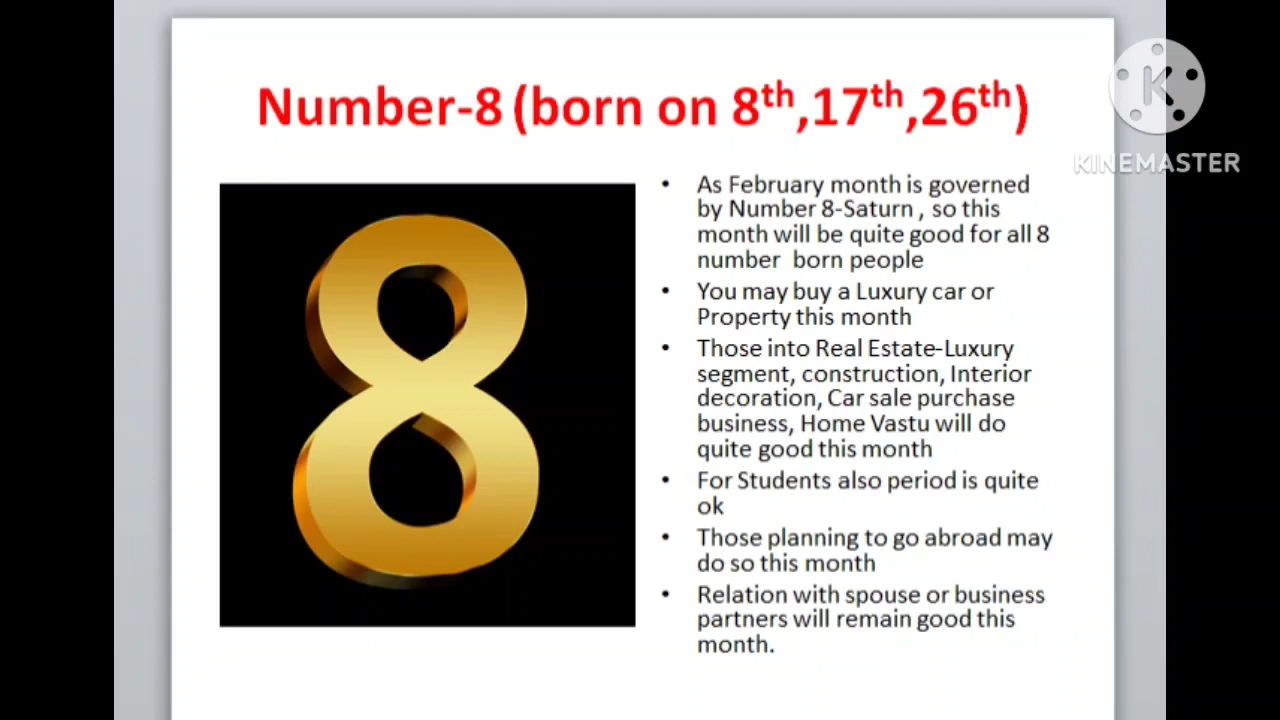 Number-8 (born on 8th,17th,26th)
K
KINEMASTER
8
• As February month is governed
by Number 8-Saturn , so this
month will be quite good for all 8
number born people
• You may buy a Luxury car or
Property this month
• Those into Real Estate-Luxury
segment, construction, Interior
decoration, Car sale purchase
business, Home Vastu will do
quite good this month
• For Students also period is quite
ok
• Those planning to go abroad may
do so this month
• Relation with spouse or business
partners will remain good this
month.